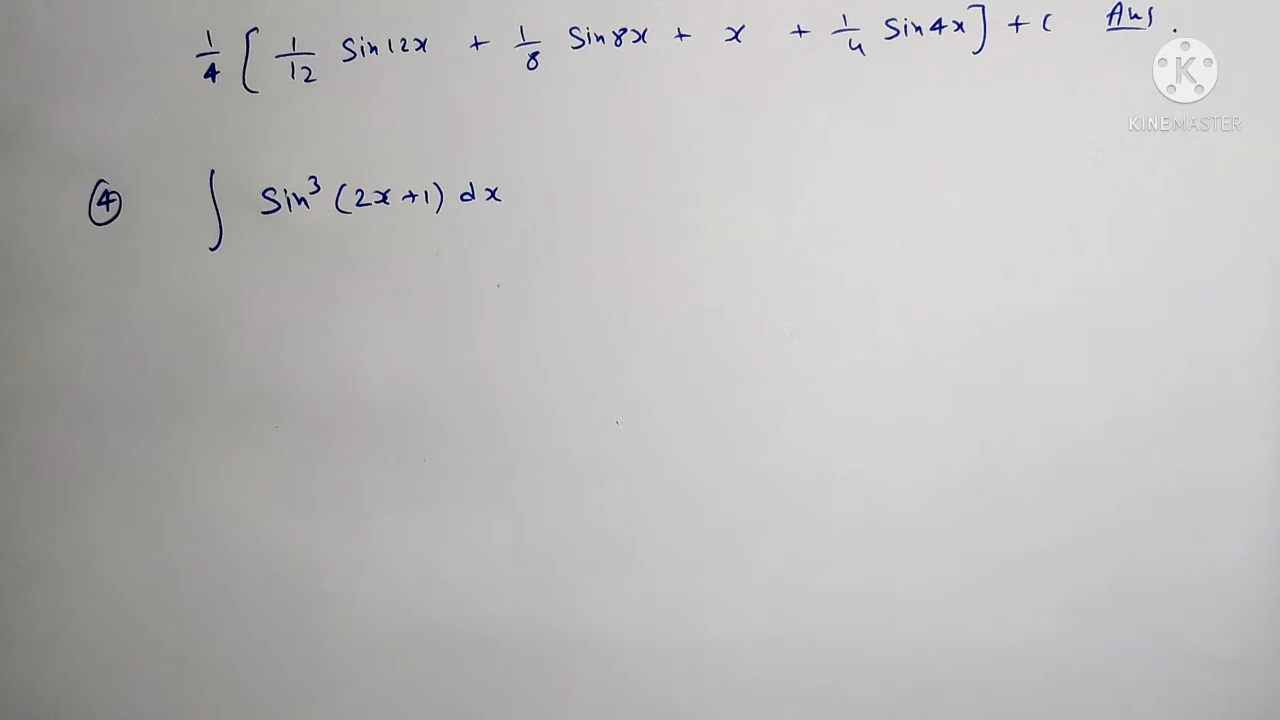 1/4 [ 1/12 Sin12x + 1/8 Sin8x + x + 1/4 Sin4x ] + C Ans.
KINEMASTER
④ ∫ Sin³ (2x+1) dx